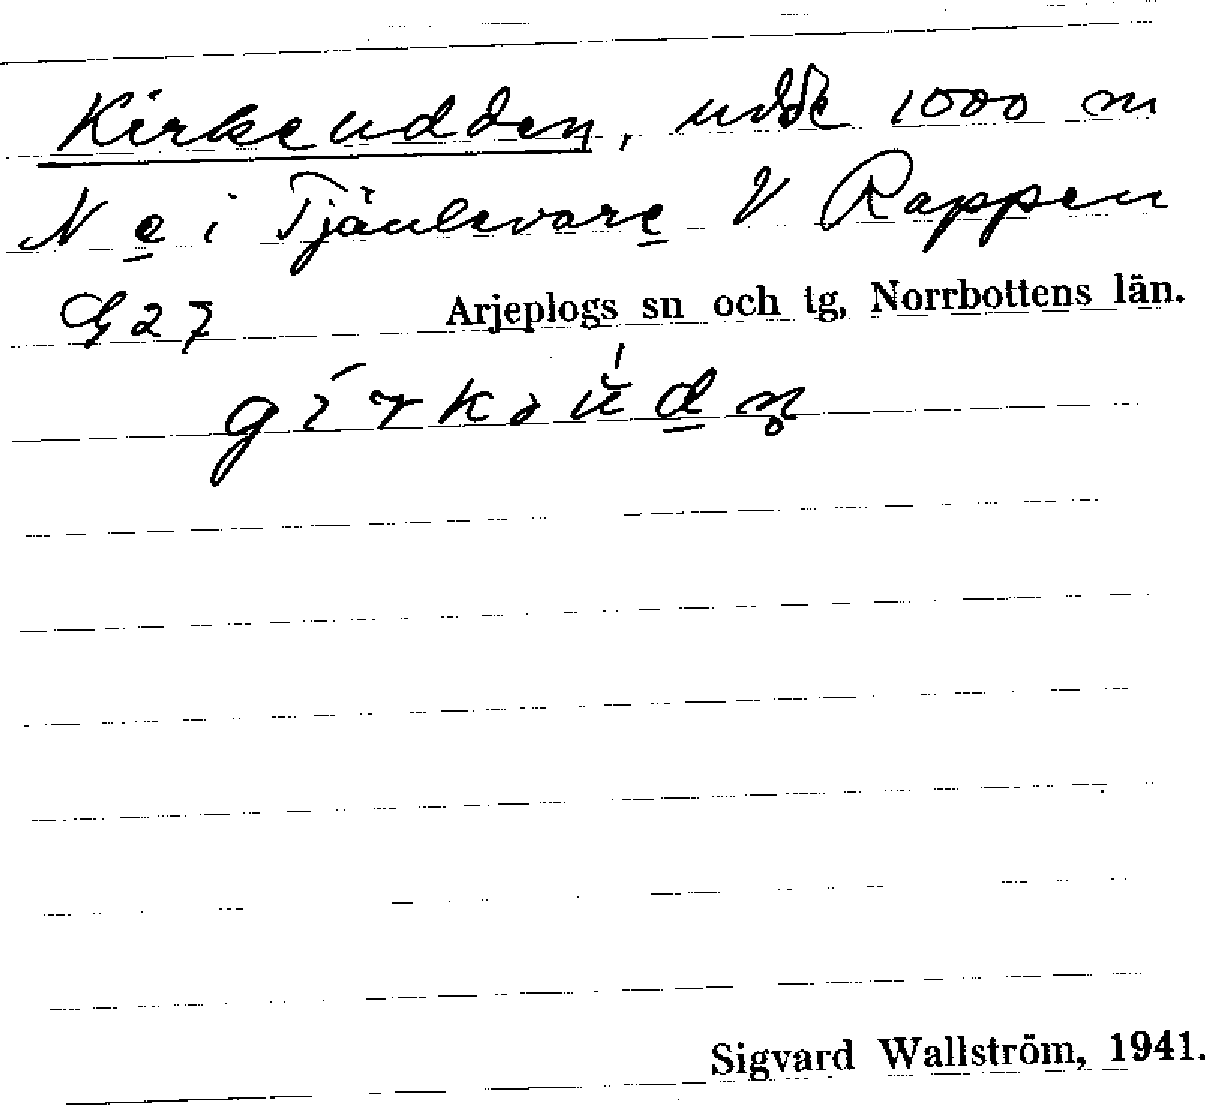 Kirkeudden, udde 1000 m
N e i Tjäulevare V Rappen
G27 Arjeplogs sn och tg, Norrbottens län.
Sigvard Wallström, 1941.